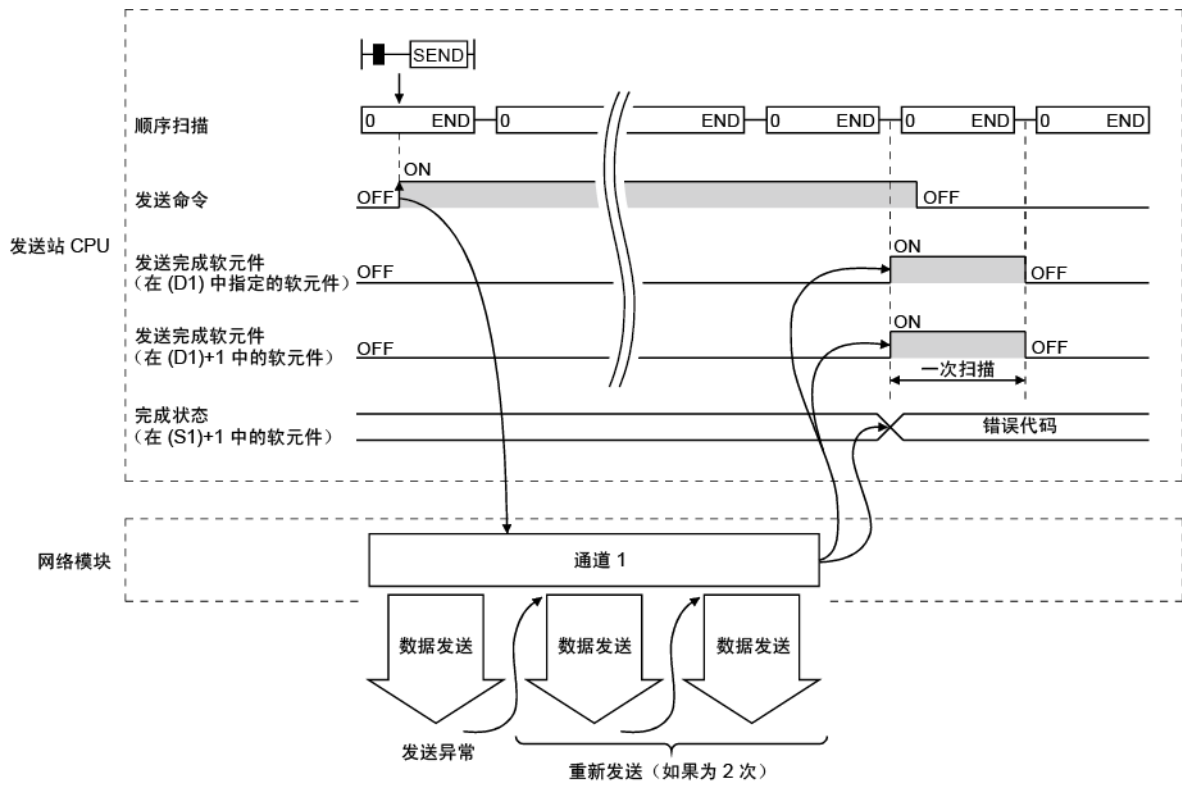 SEND
顺序扫描
0 END 0 END 0 END 0 END 0 END
ON
发送命令
OFF
OFF
发送站 CPU
ON
发送完成软元件
（在 (D1) 中指定的软元件）
OFF
OFF
ON
发送完成软元件
（在 (D1)+1 中的软元件）
OFF
OFF
一次扫描
完成状态
（在 (S1)+1 中的软元件）
错误代码
网络模块
通道 1
数据发送 数据发送 数据发送
发送异常
重新发送（如果为 2 次）